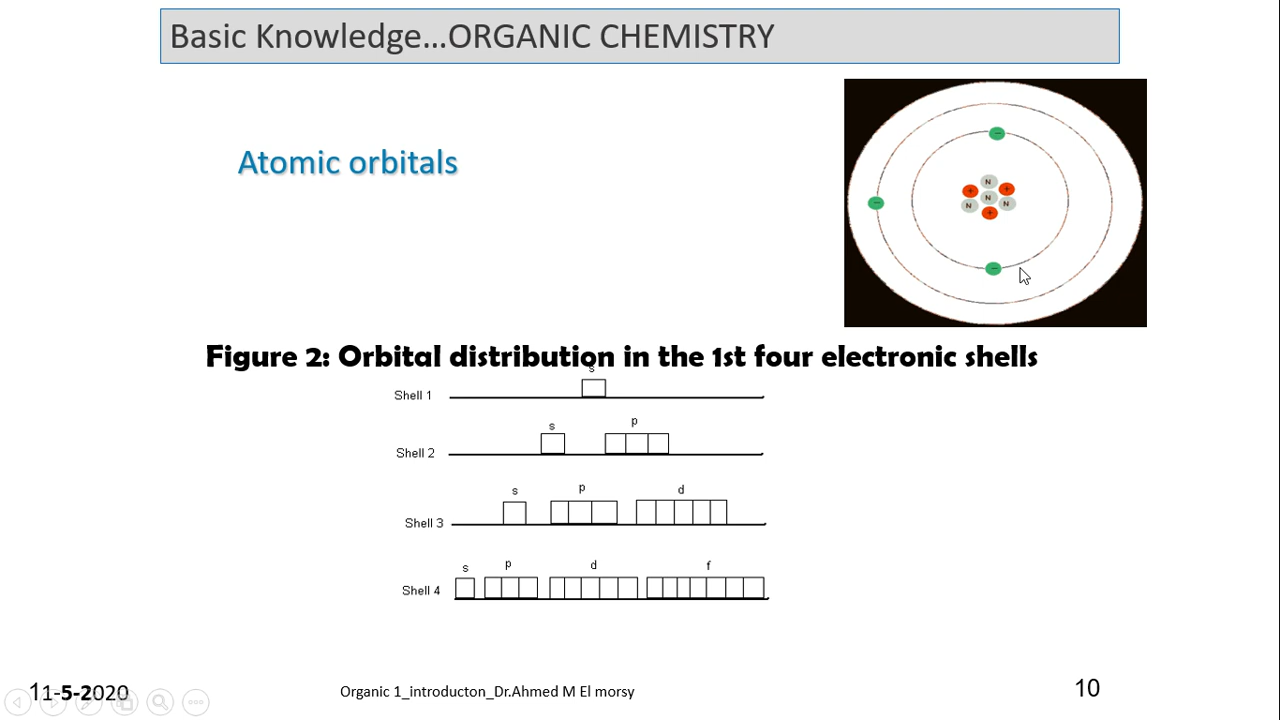 Basic Knowledge...ORGANIC CHEMISTRY
Atomic orbitals
N
+ +
N
N N
+
−
−
−
Figure 2: Orbital distribution in the 1st four electronic shells
s
Shell 1
s p
Shell 2
s p d
Shell 3
s p d f
Shell 4
11-5-2020
Organic 1_introducton_Dr.Ahmed M El morsy
10